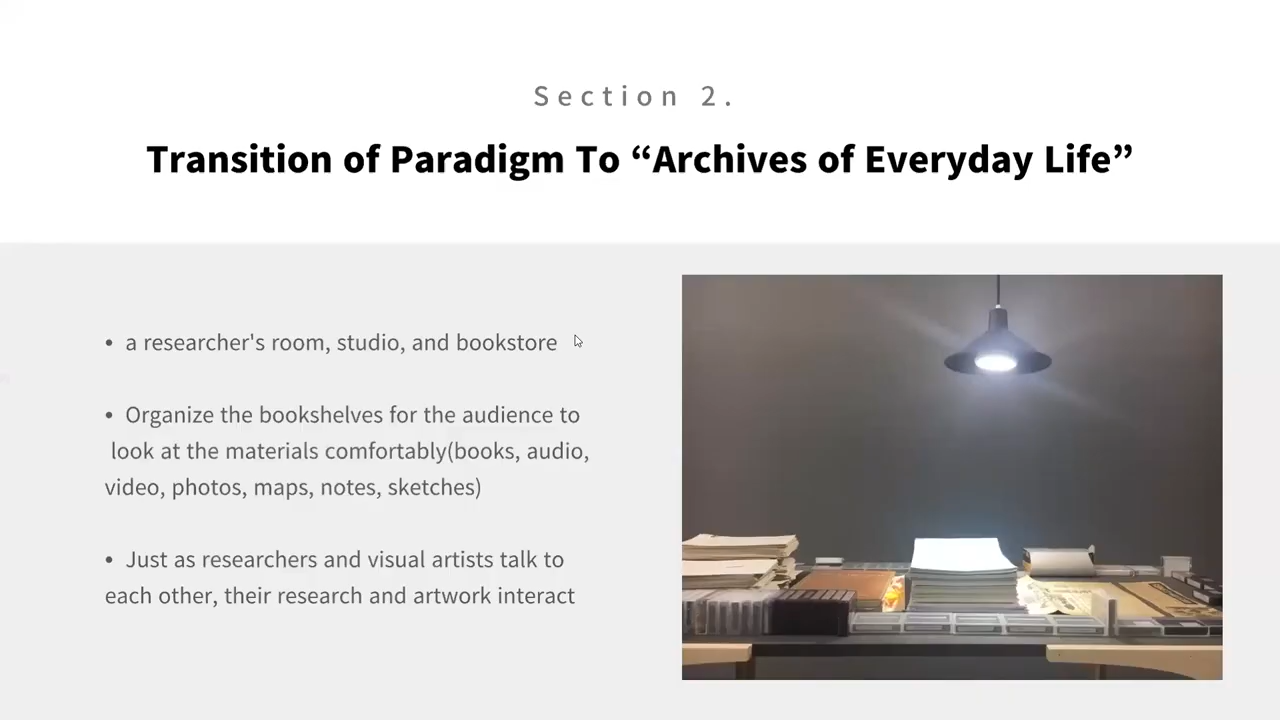 Section 2.
Transition of Paradigm To “Archives of Everyday Life”
• a researcher's room, studio, and bookstore
• Organize the bookshelves for the audience to
look at the materials comfortably(books, audio,
video, photos, maps, notes, sketches)
• Just as researchers and visual artists talk to
each other, their research and artwork interact